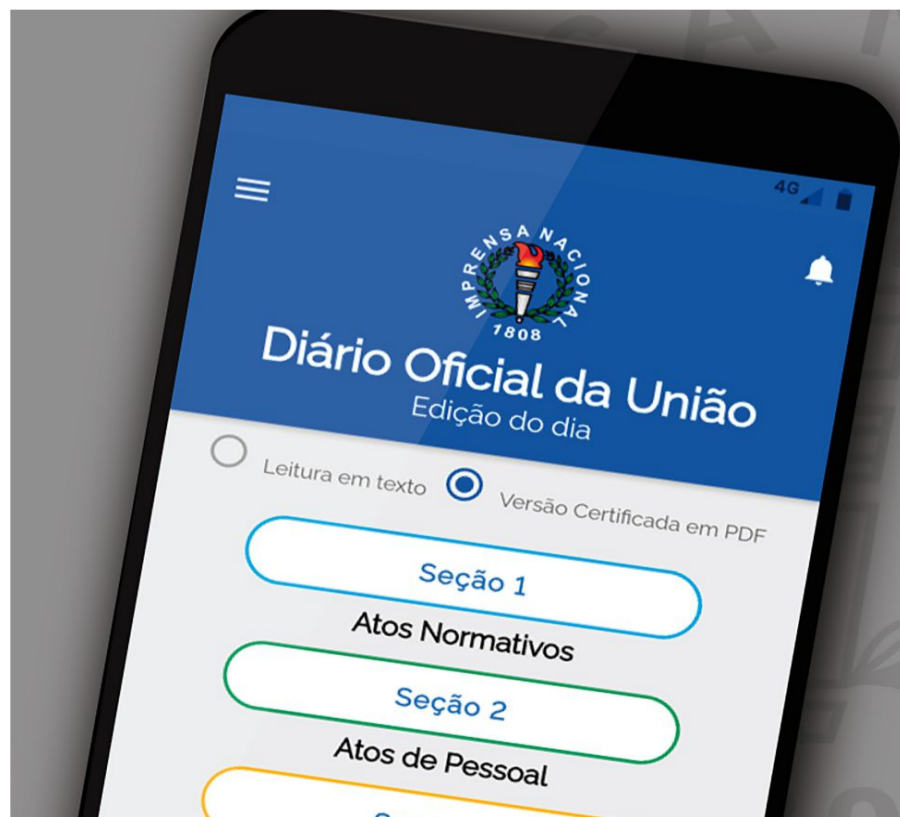 4G
IMPRENSA NACIONAL
1808
Diário Oficial da União
Edição do dia
Leitura em texto Versão Certificada em PDF
Seção 1
Atos Normativos
Seção 2
Atos de Pessoal